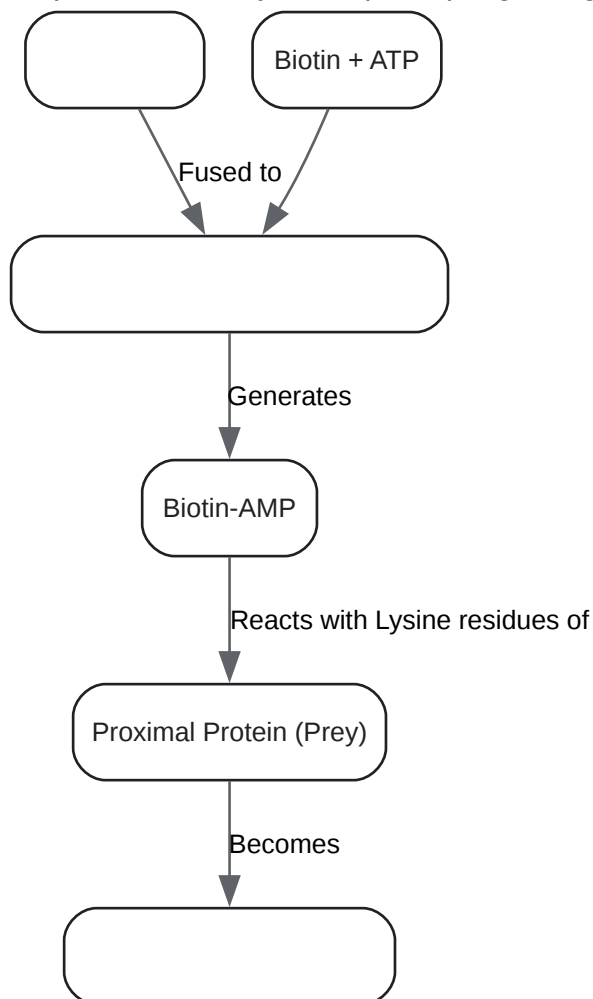 Biotin + ATP
Fused to
Generates
Biotin-AMP
Reacts with Lysine residues of
Proximal Protein (Prey)
Becomes